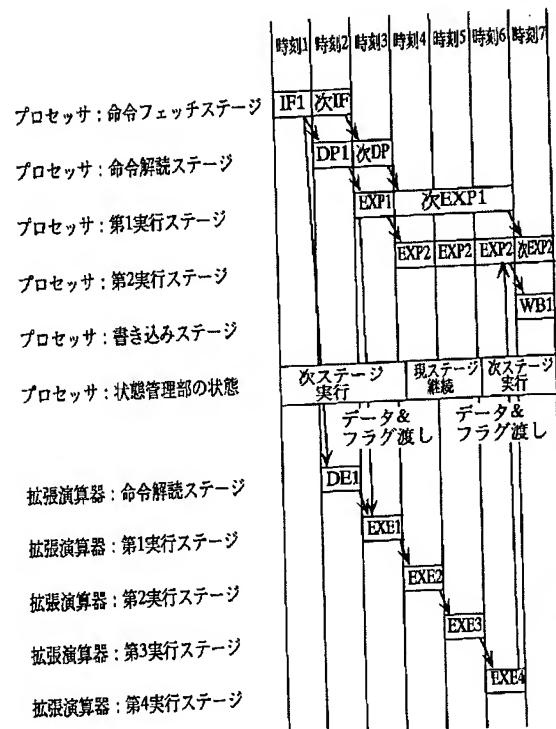 時刻1 時刻2 時刻3 時刻4 時刻5 時刻6 時刻7
プロセッサ：命令フェッチステージ IF1 次IF
プロセッサ：命令解読ステージ DP1 次DP
プロセッサ：第1実行ステージ EXP1 次EXP1
プロセッサ：第2実行ステージ EXP2 EXP2 EXP2 次EXP2
プロセッサ：書き込みステージ WB1
プロセッサ：状態管理部の状態 次ステージ 現ステージ 次ステージ
実行 継続 実行
データ& データ&
フラグ渡し フラグ渡し
拡張演算器：命令解読ステージ DE1
拡張演算器：第1実行ステージ EXE1
拡張演算器：第2実行ステージ EXE2
拡張演算器：第3実行ステージ EXE3
拡張演算器：第4実行ステージ EXE4